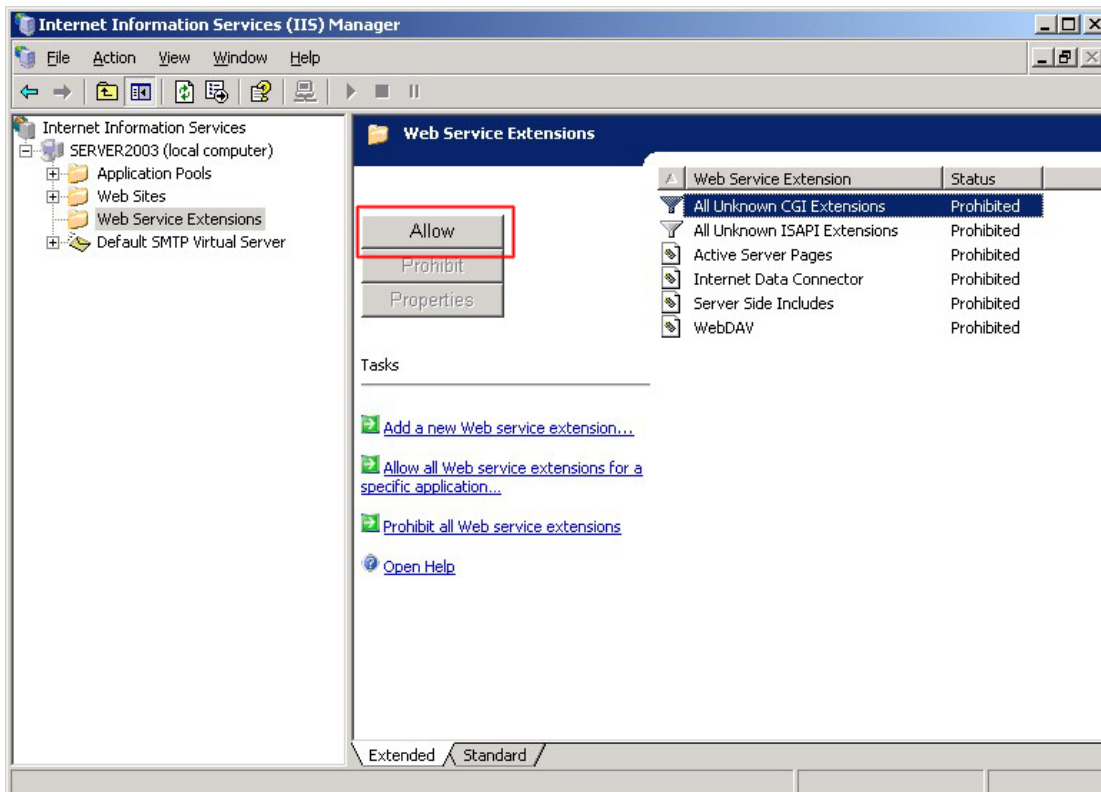 Internet Information Services (IIS) Manager
File Action View Window Help
Internet Information Services
SERVER2003 (local computer)
Application Pools
Web Sites
Web Service Extensions
Default SMTP Virtual Server
Web Service Extensions
Allow
Prohibit
Properties
Tasks
Add a new Web service extension...
Allow all Web service extensions for a
specific application...
Prohibit all Web service extensions
Open Help
Web Service Extension Status
All Unknown CGI Extensions Prohibited
All Unknown ISAPI Extensions Prohibited
Active Server Pages Prohibited
Internet Data Connector Prohibited
Server Side Includes Prohibited
WebDAV Prohibited
Extended Standard